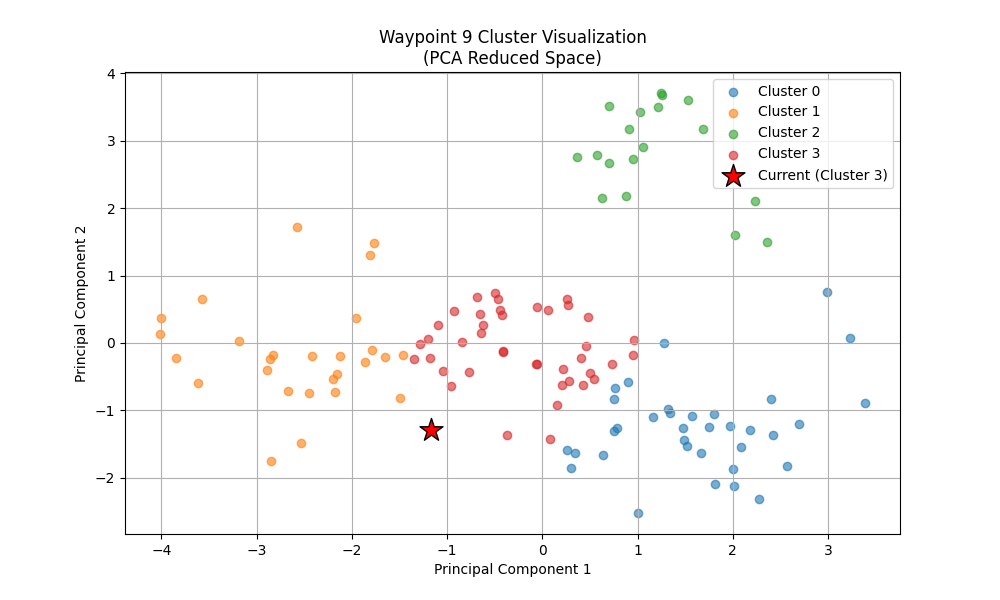 Waypoint 9 Cluster Visualization
(PCA Reduced Space)
Cluster 0
Cluster 1
Cluster 2
Cluster 3
Current (Cluster 3)
Principal Component 2
4
3
2
1
0
−1
−2
−4 −3 −2 −1 0 1 2 3
Principal Component 1